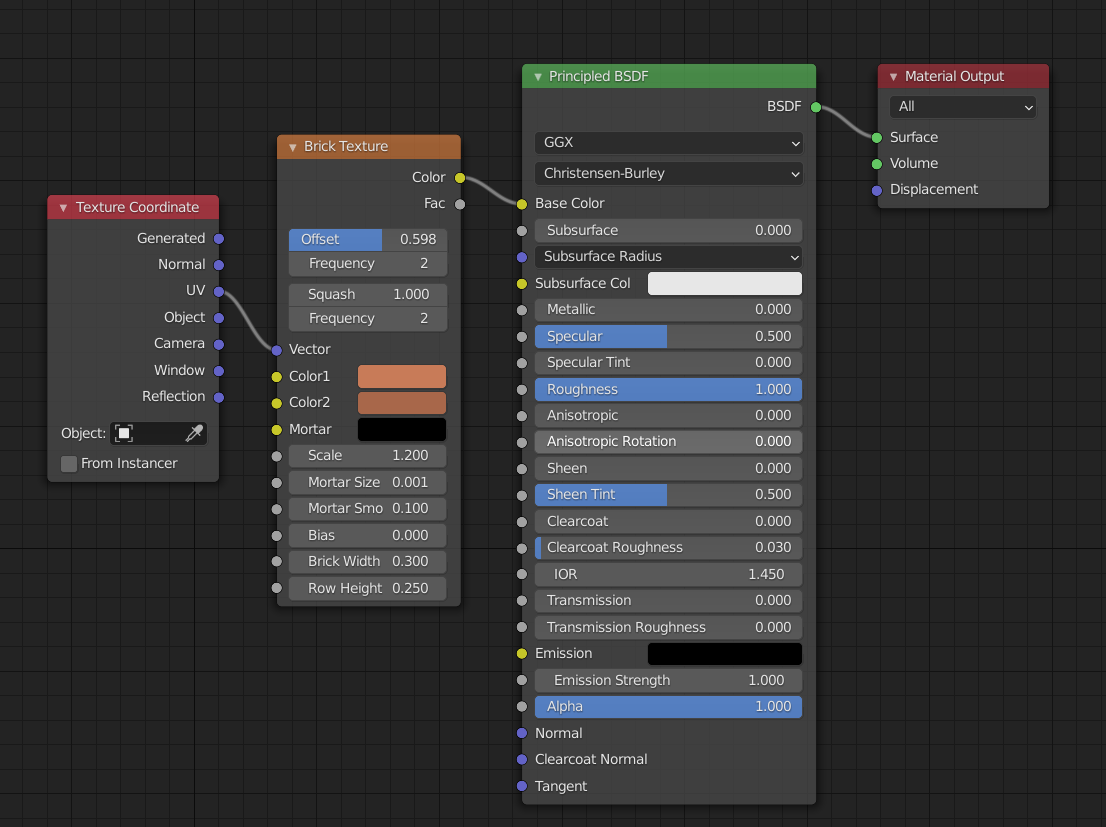 Texture Coordinate
Generated
Normal
UV
Object
Camera
Window
Reflection
Object:
From Instancer
Brick Texture
Color
Fac
Offset 0.598
Frequency 2
Squash 1.000
Frequency 2
Vector
Color1
Color2
Mortar
Scale 1.200
Mortar Size 0.001
Mortar Smo 0.100
Bias 0.000
Brick Width 0.300
Row Height 0.250
Principled BSDF
BSDF
GGX
Christensen-Burley
Base Color
Subsurface 0.000
Subsurface Radius
Subsurface Col
Metallic 0.000
Specular 0.500
Specular Tint 0.000
Roughness 1.000
Anisotropic 0.000
Anisotropic Rotation 0.000
Sheen 0.000
Sheen Tint 0.500
Clearcoat 0.000
Clearcoat Roughness 0.030
IOR 1.450
Transmission 0.000
Transmission Roughness 0.000
Emission
Emission Strength 1.000
Alpha 1.000
Normal
Clearcoat Normal
Tangent
Material Output
All
Surface
Volume
Displacement